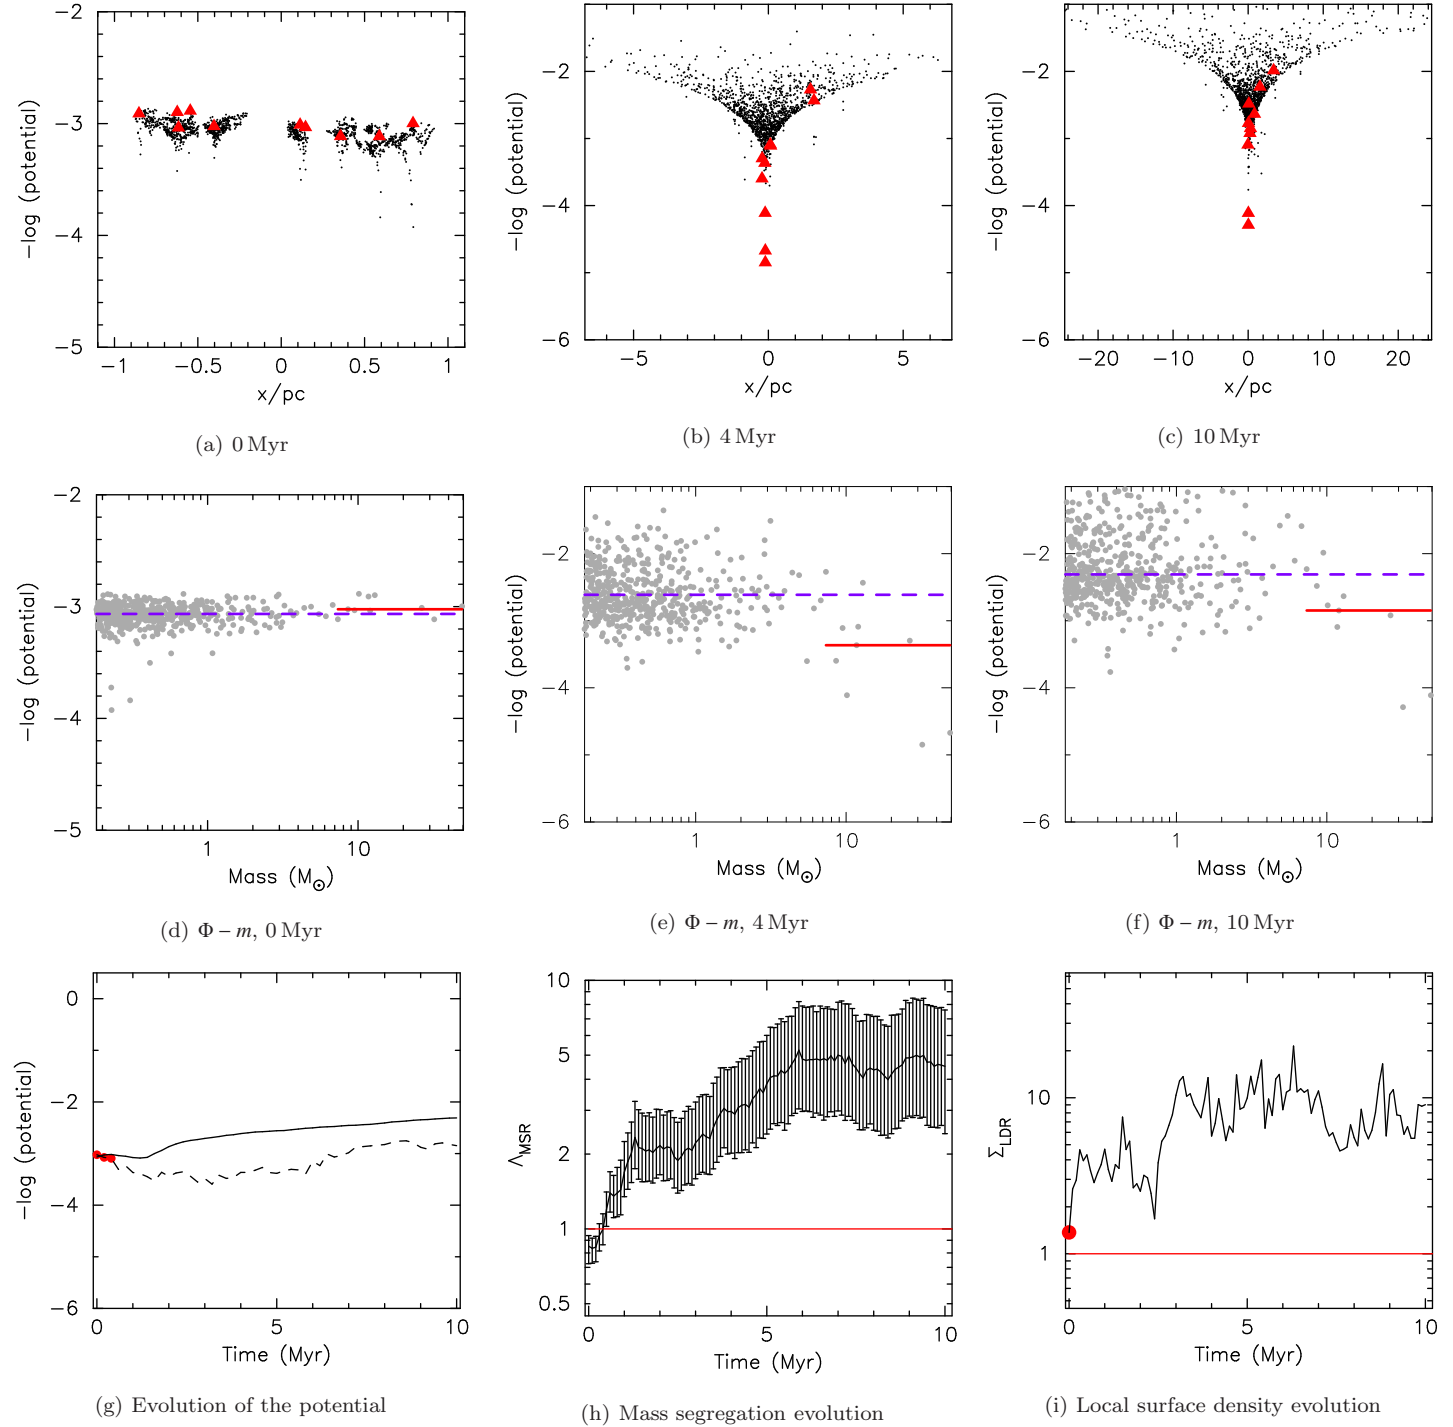 −2
−3
−4
−5
−log (potential)
−1
−0.5
0
0.5
1
x/pc
(a) 0 Myr
−2
−4
−6
−log (potential)
−5
0
5
x/pc
(b) 4 Myr
−2
−4
−6
−log (potential)
−20
−10
0
10
20
x/pc
(c) 10 Myr
−2
−3
−4
−5
−log (potential)
1
10
Mass (M⊙)
(d) Φ − m, 0 Myr
−2
−4
−6
−log (potential)
1
10
Mass (M⊙)
(e) Φ − m, 4 Myr
−2
−4
−6
−log (potential)
1
10
Mass (M⊙)
(f) Φ − m, 10 Myr
0
−2
−4
−6
−log (potential)
0
5
10
Time (Myr)
(g) Evolution of the potential
10
5
2
1
0.5
Λ_MSR
0
5
10
Time (Myr)
(h) Mass segregation evolution
10
1
Σ_LDR
0
5
10
Time (Myr)
(i) Local surface density evolution